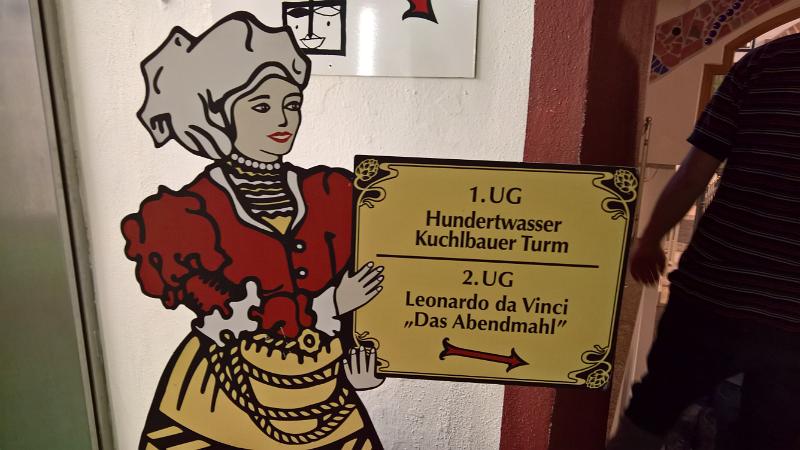 1. UG
Hundertwasser
Kuchlbauer Turm
2. UG
Leonardo da Vinci
„Das Abendmahl”